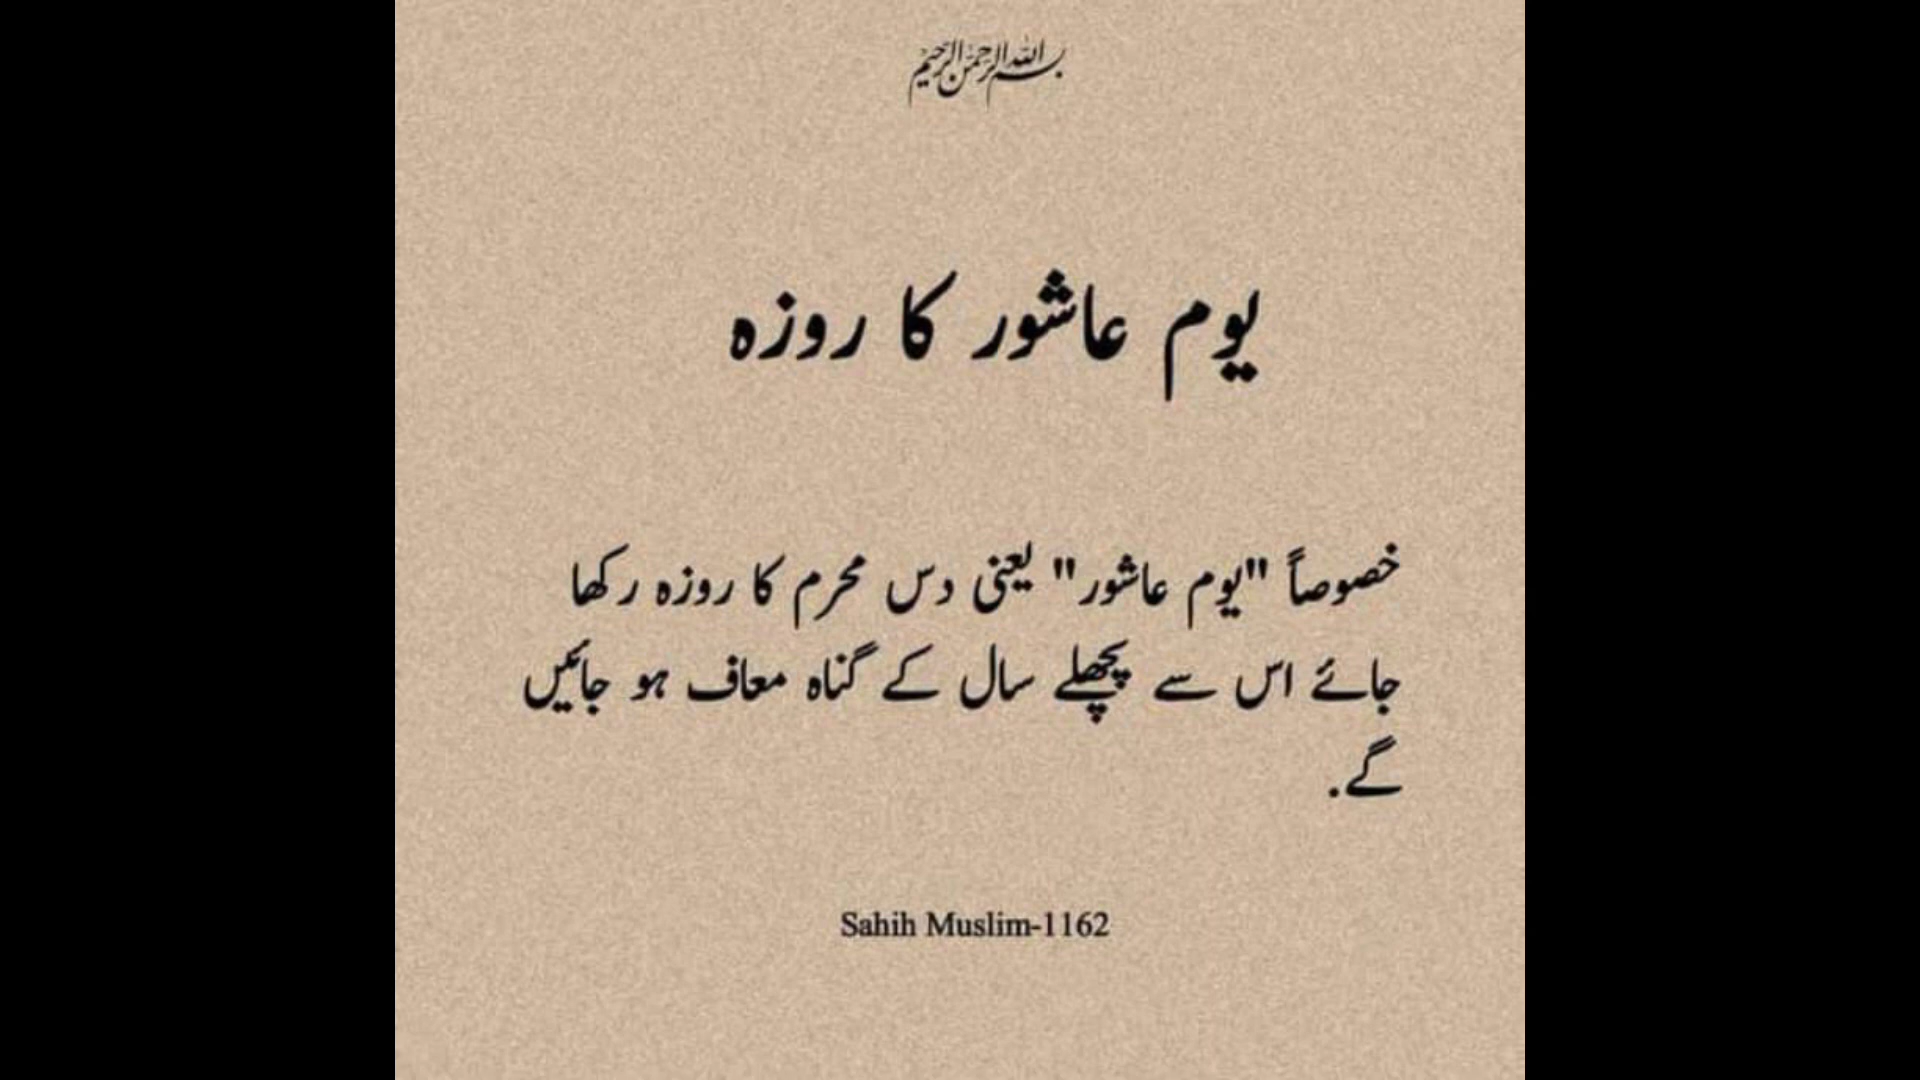 بسم الله الرحمن الرحیم
یوم عاشور کا روزہ
خصوصاً "یوم عاشور" یعنی دس محرم کا روزہ رکھا
جائے اس سے پچھلے سال کے گناہ معاف ہو جائیں
گے.
Sahih Muslim-1162